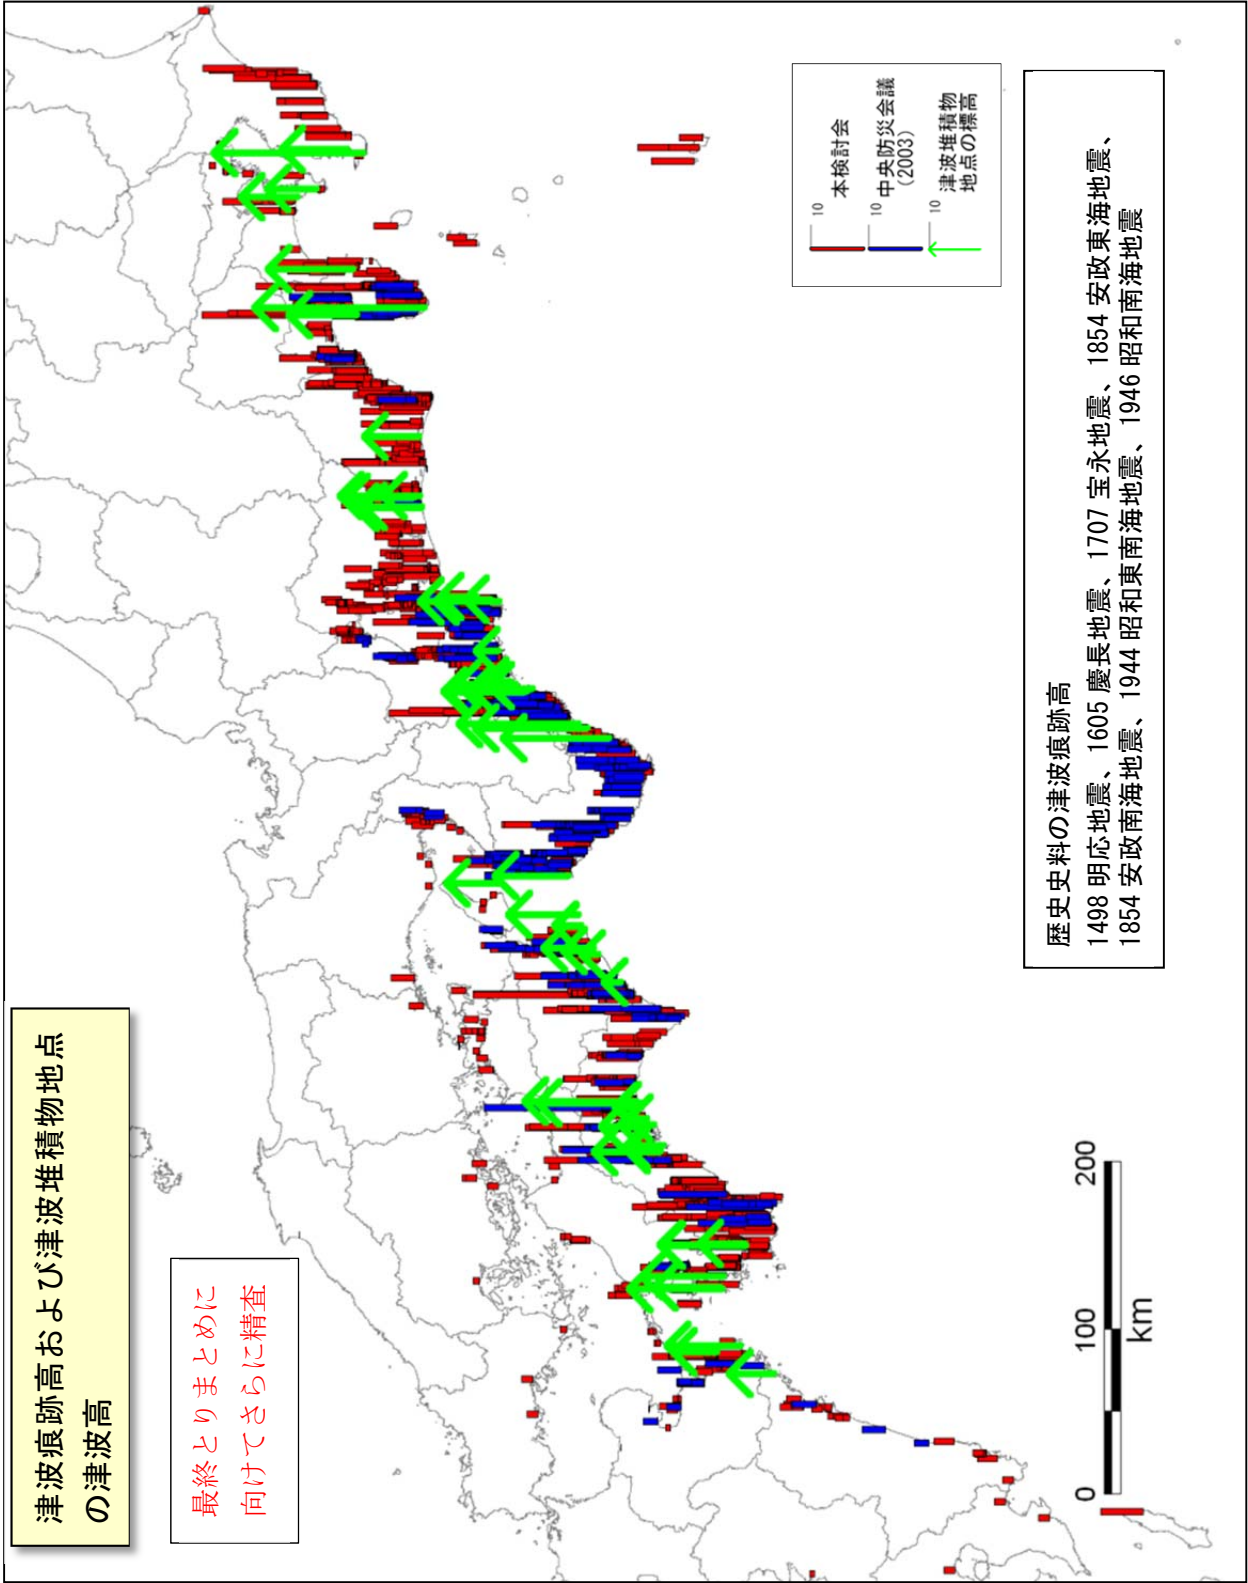 津波痕跡高および津波堆積物地点
の津波高
最終とりまとめに
向けてさらに精査
10
本検討会
10
中央防災会議
(2003)
10
津波堆積物
地点の標高
歴史史料の津波痕跡高
1498 明応地震、1605 慶長地震、1707 宝永地震、1854 安政東海地震、
1854 安政南海地震、1944 昭和東南海地震、1946 昭和南海地震
0 100 200
km